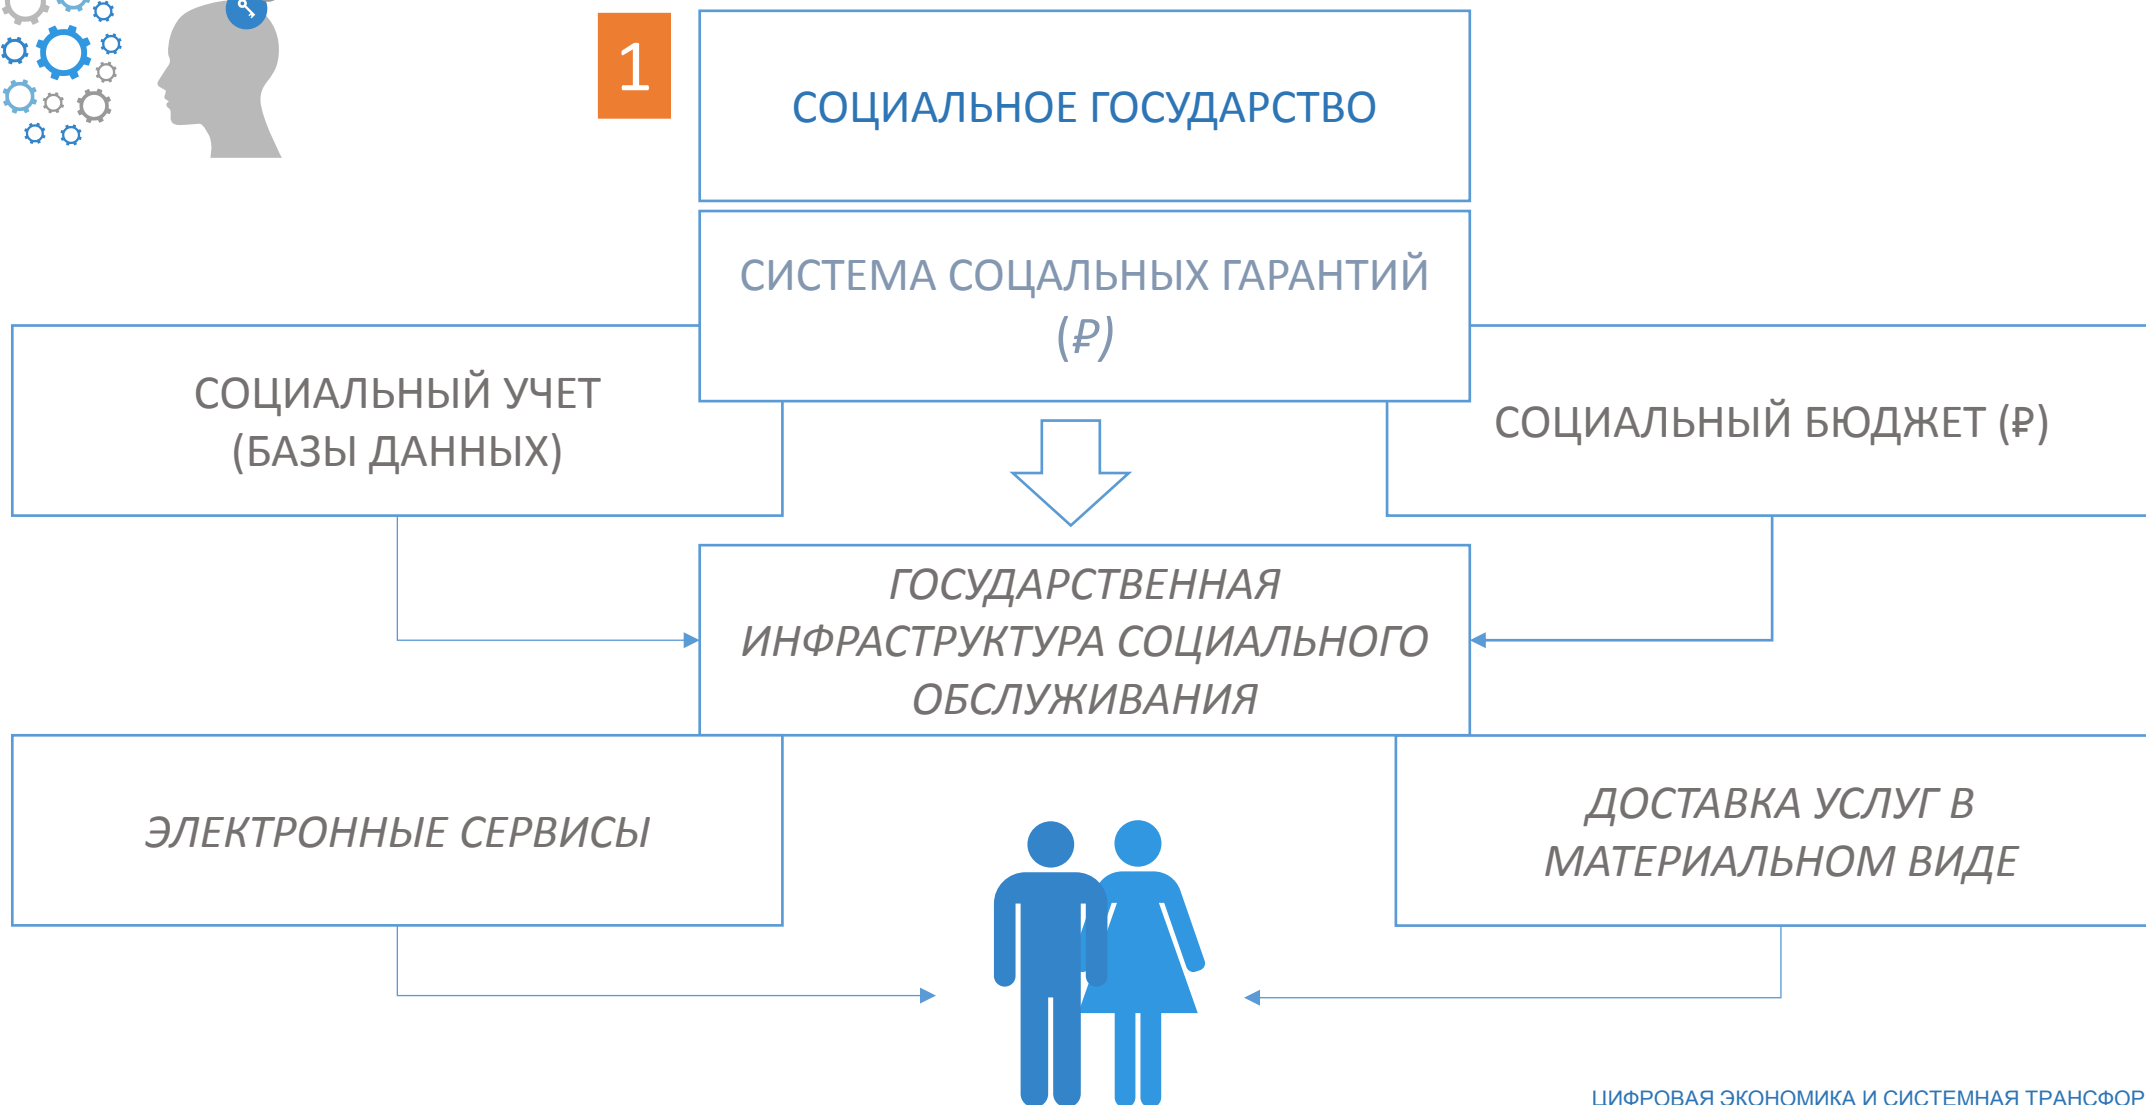 1
СОЦИАЛЬНОЕ ГОСУДАРСТВО
СИСТЕМА СОЦАЛЬНЫХ ГАРАНТИЙ
(₽)
СОЦИАЛЬНЫЙ УЧЕТ
(БАЗЫ ДАННЫХ)
СОЦИАЛЬНЫЙ БЮДЖЕТ (₽)
ГОСУДАРСТВЕННАЯ
ИНФРАСТРУКТУРА СОЦИАЛЬНОГО
ОБСЛУЖИВАНИЯ
ЭЛЕКТРОННЫЕ СЕРВИСЫ
ДОСТАВКА УСЛУГ В
МАТЕРИАЛЬНОМ ВИДЕ
ЦИФРОВАЯ ЭКОНОМИКА И СИСТЕМНАЯ ТРАНСФОР